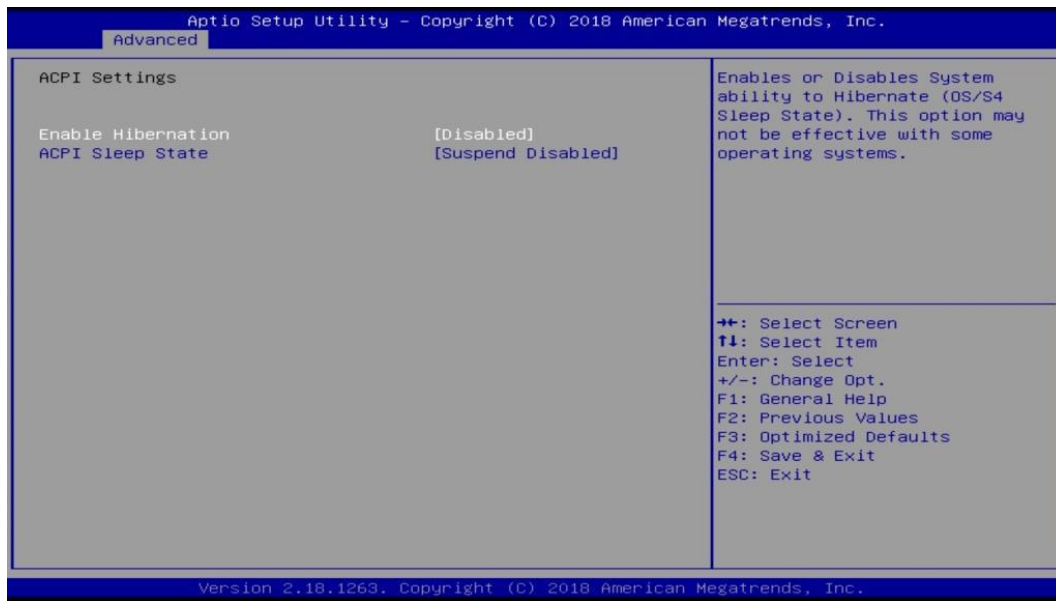 Aptio Setup Utility – Copyright (C) 2018 American Megatrends, Inc.
Advanced
ACPI Settings
Enable Hibernation [Disabled]
ACPI Sleep State [Suspend Disabled]
Enables or Disables System
ability to Hibernate (OS/S4
Sleep State). This option may
not be effective with some
operating systems.
→←: Select Screen
↑↓: Select Item
Enter: Select
+/-: Change Opt.
F1: General Help
F2: Previous Values
F3: Optimized Defaults
F4: Save & Exit
ESC: Exit
Version 2.18.1263. Copyright (C) 2018 American Megatrends, Inc.